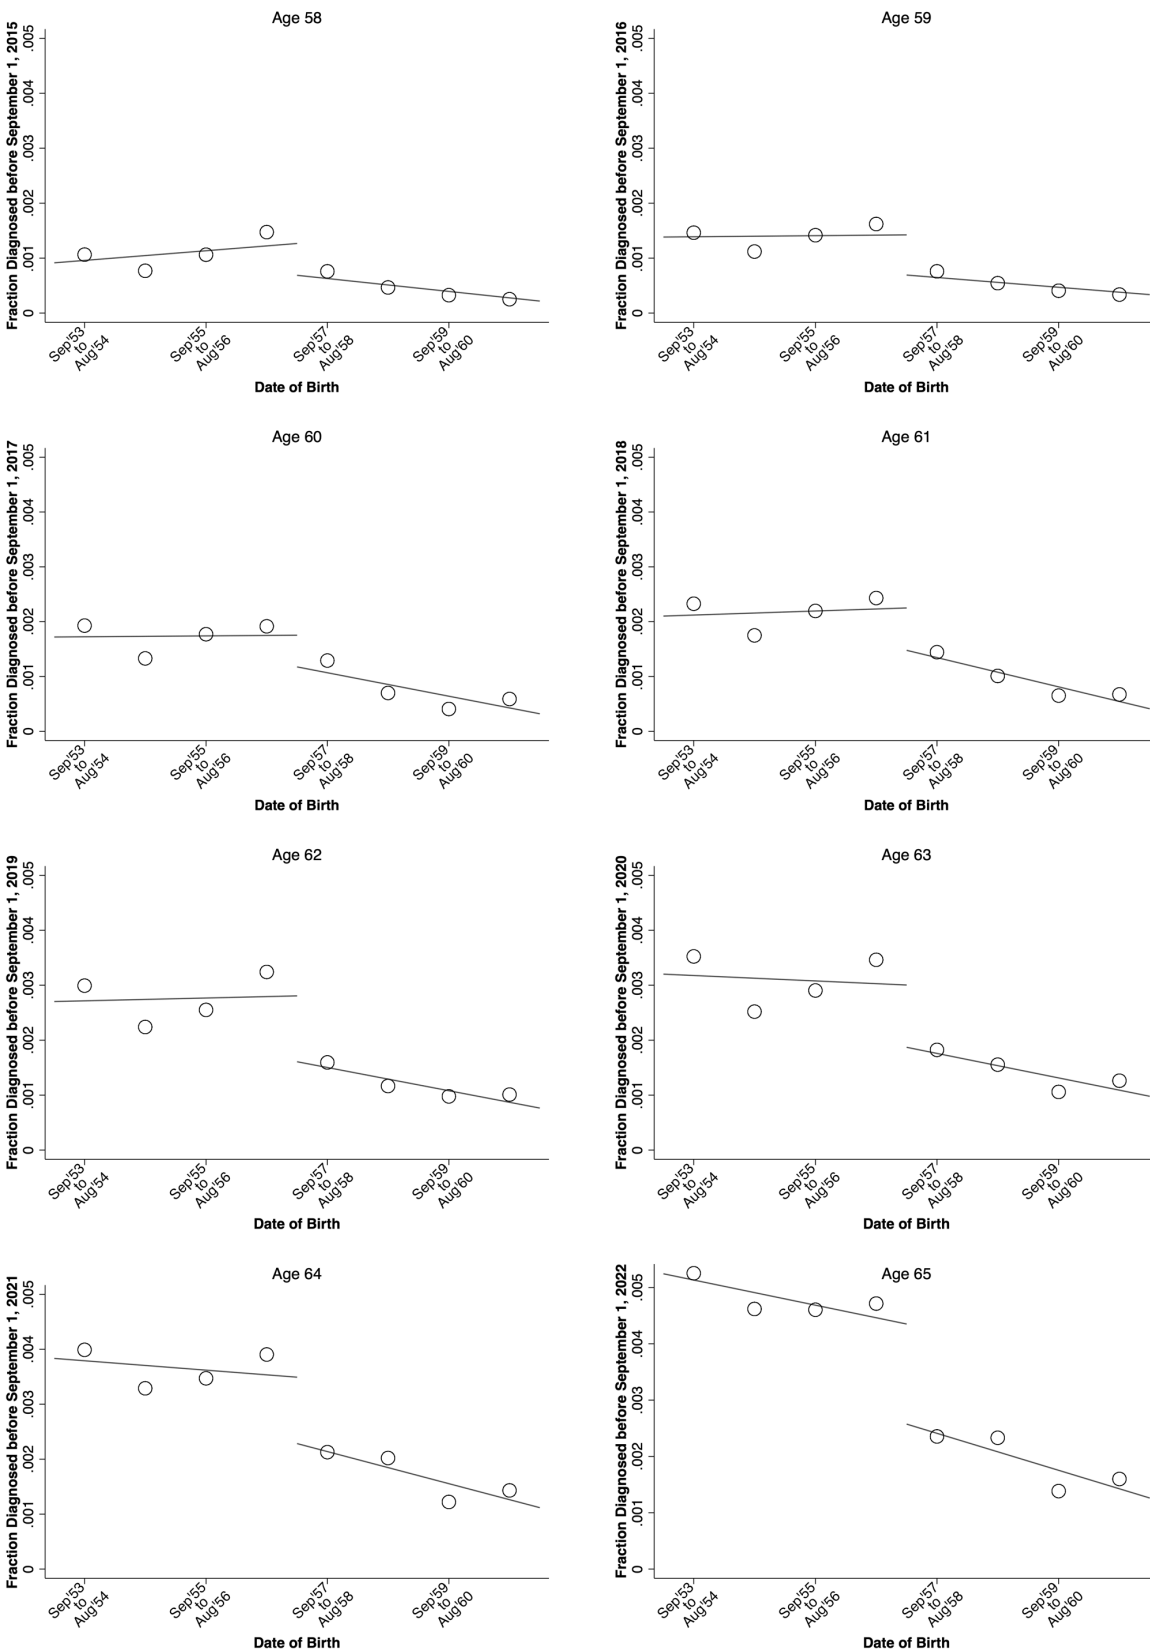 Age 58
Fraction Diagnosed before September 1, 2015
.005
.004
.003
.002
.001
0
Sep'53
to
Aug'54
Sep'55
to
Aug'56
Sep'57
to
Aug'58
Sep'59
to
Aug'60
Date of Birth
Age 59
Fraction Diagnosed before September 1, 2016
.005
.004
.003
.002
.001
0
Sep'53
to
Aug'54
Sep'55
to
Aug'56
Sep'57
to
Aug'58
Sep'59
to
Aug'60
Date of Birth
Age 60
Fraction Diagnosed before September 1, 2017
.005
.004
.003
.002
.001
0
Sep'53
to
Aug'54
Sep'55
to
Aug'56
Sep'57
to
Aug'58
Sep'59
to
Aug'60
Date of Birth
Age 61
Fraction Diagnosed before September 1, 2018
.005
.004
.003
.002
.001
0
Sep'53
to
Aug'54
Sep'55
to
Aug'56
Sep'57
to
Aug'58
Sep'59
to
Aug'60
Date of Birth
Age 62
Fraction Diagnosed before September 1, 2019
.005
.004
.003
.002
.001
0
Sep'53
to
Aug'54
Sep'55
to
Aug'56
Sep'57
to
Aug'58
Sep'59
to
Aug'60
Date of Birth
Age 63
Fraction Diagnosed before September 1, 2020
.005
.004
.003
.002
.001
0
Sep'53
to
Aug'54
Sep'55
to
Aug'56
Sep'57
to
Aug'58
Sep'59
to
Aug'60
Date of Birth
Age 64
Fraction Diagnosed before September 1, 2021
.005
.004
.003
.002
.001
0
Sep'53
to
Aug'54
Sep'55
to
Aug'56
Sep'57
to
Aug'58
Sep'59
to
Aug'60
Date of Birth
Age 65
Fraction Diagnosed before September 1, 2022
.005
.004
.003
.002
.001
0
Sep'53
to
Aug'54
Sep'55
to
Aug'56
Sep'57
to
Aug'58
Sep'59
to
Aug'60
Date of Birth